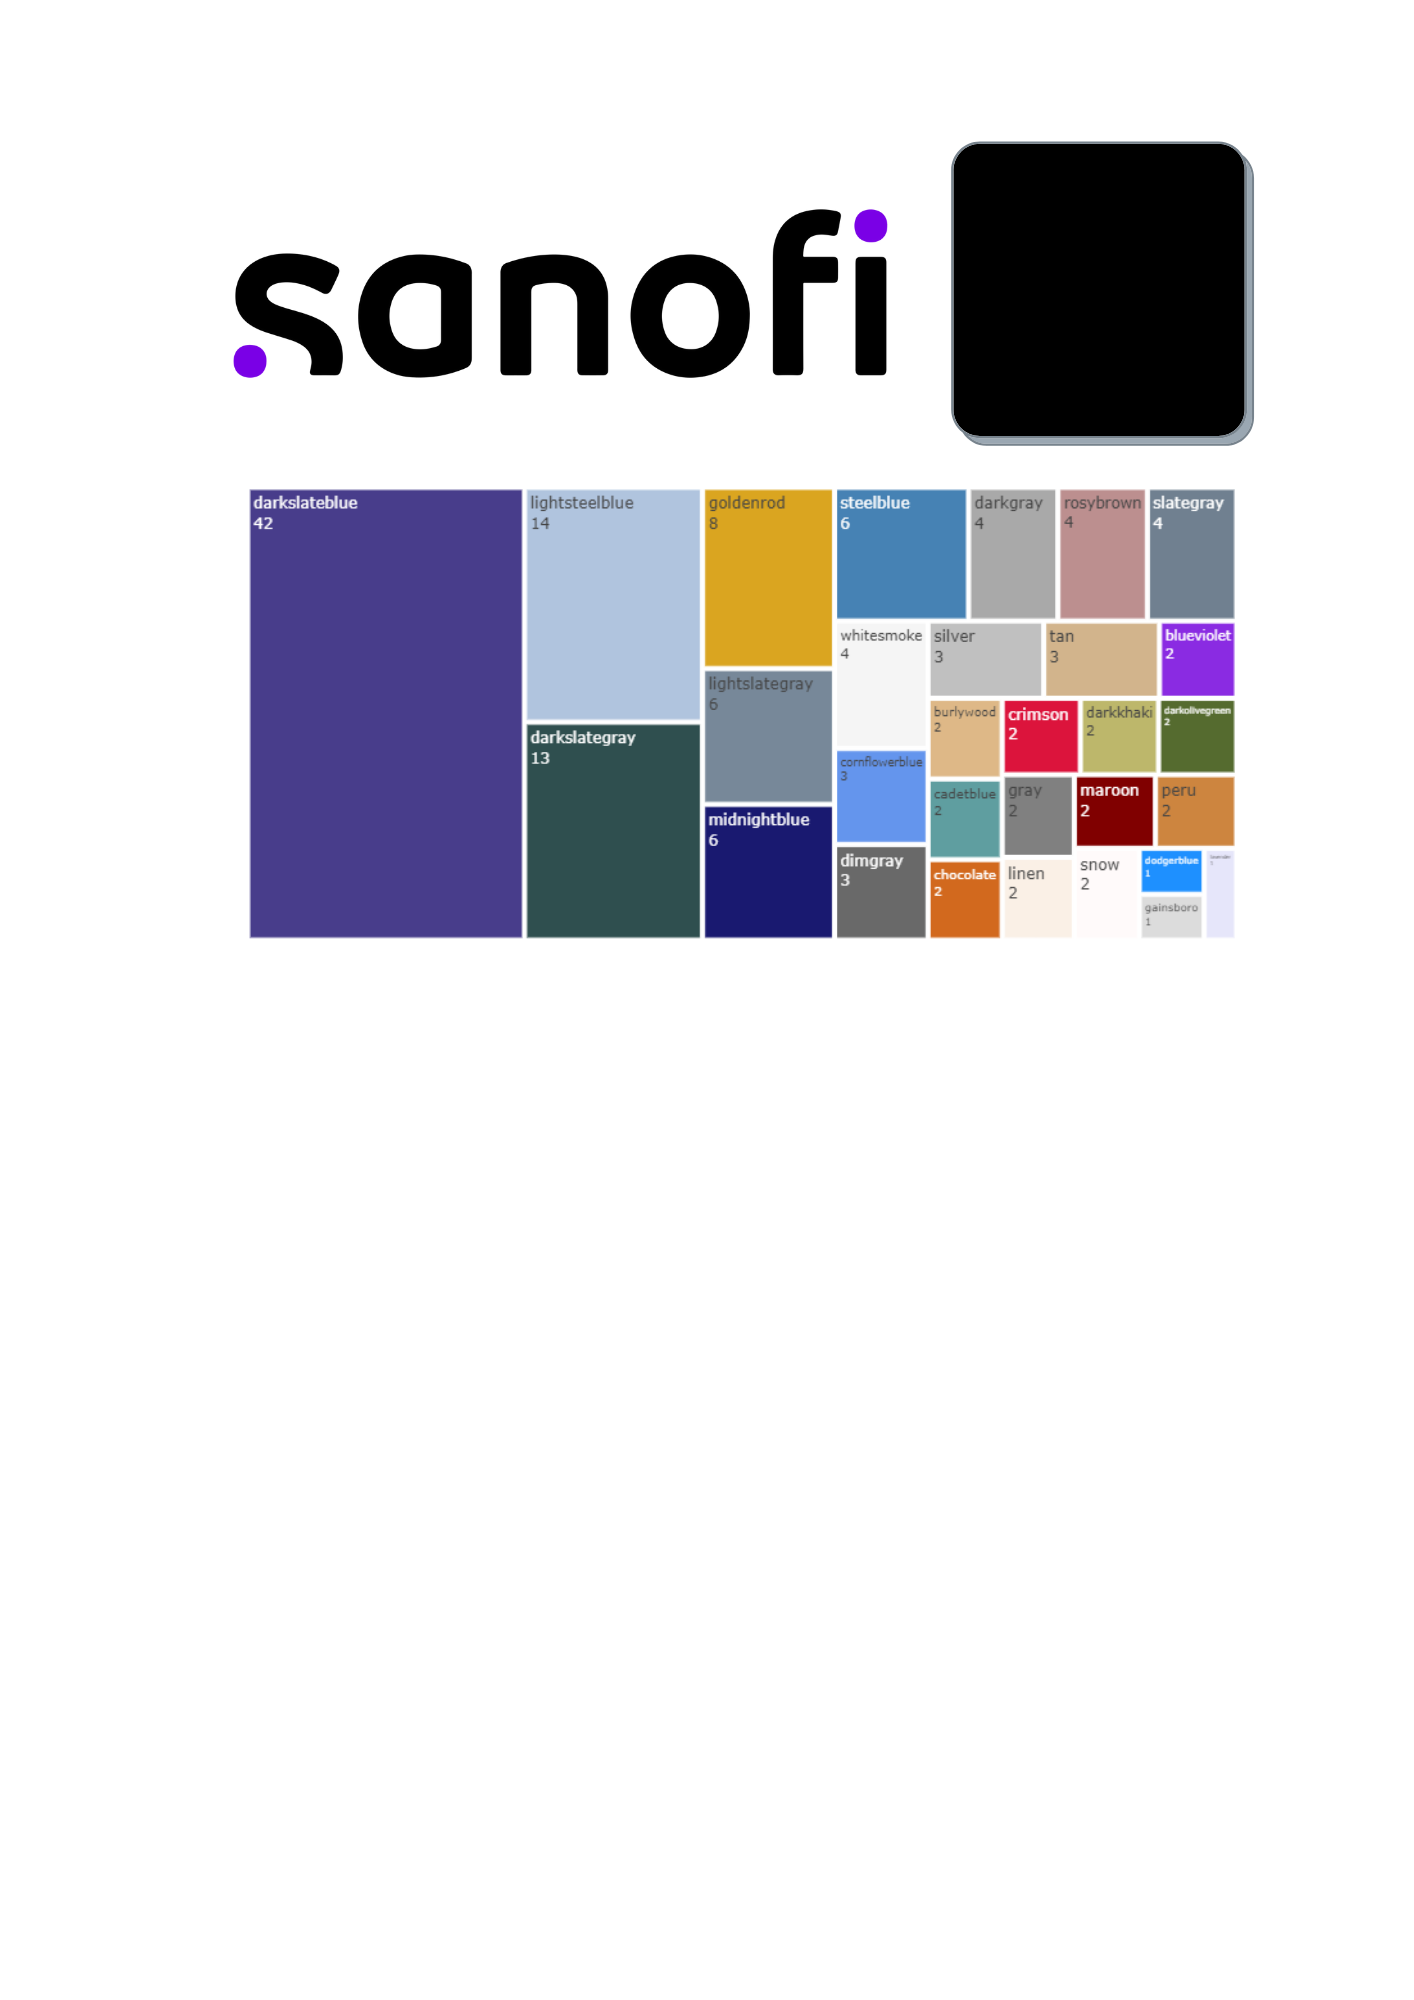 sanofi
darkslateblue
42
lightsteelblue
14
darkslategray
13
goldenrod
8
lightslategray
6
midnightblue
6
steelblue
6
darkgray
4
rosybrown
4
slategray
4
whitesmoke
4
cornflowerblue
3
dimgray
3
silver
3
tan
3
blueviolet
2
burlywood
2
cadetblue
2
chocolate
2
crimson
2
darkkhaki
2
darkolivegreen
2
gray
2
linen
2
maroon
2
peru
2
snow
2
dodgerblue
1
gainsboro
1
1